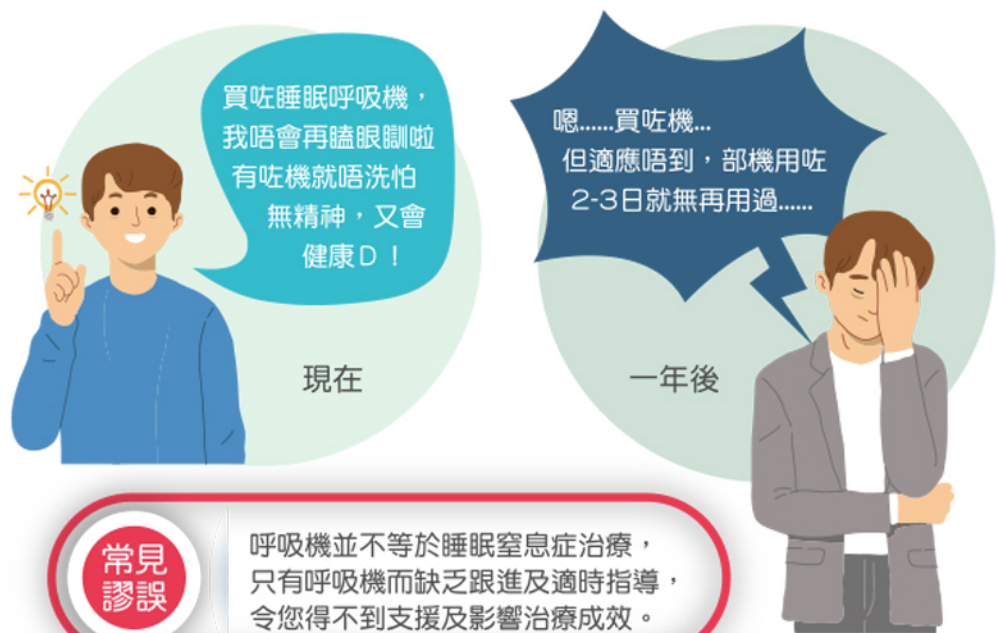 買咗睡眠呼吸機，
我唔會再瞌眼瞓啦
有咗機就唔洗怕
無精神，又會
健康D！
現在
嗯......買咗機...
但適應唔到，部機用咗
2-3日就無再用過......
一年後
常見
謬誤
呼吸機並不等於睡眠窒息症治療，
只有呼吸機而缺乏跟進及適時指導，
令您得不到支援及影響治療成效。